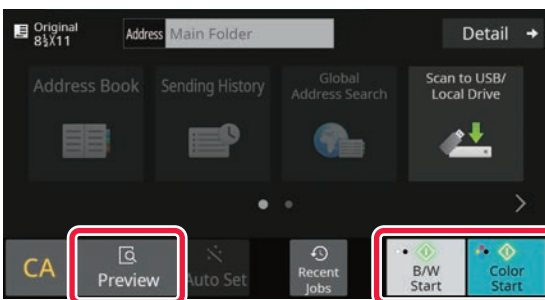 Original
8½X11
Address Main Folder
Detail
Address Book
Sending History
Global
Address Search
Scan to USB/
Local Drive
CA
Preview
Auto Set
Recent
Jobs
B/W
Start
Color
Start